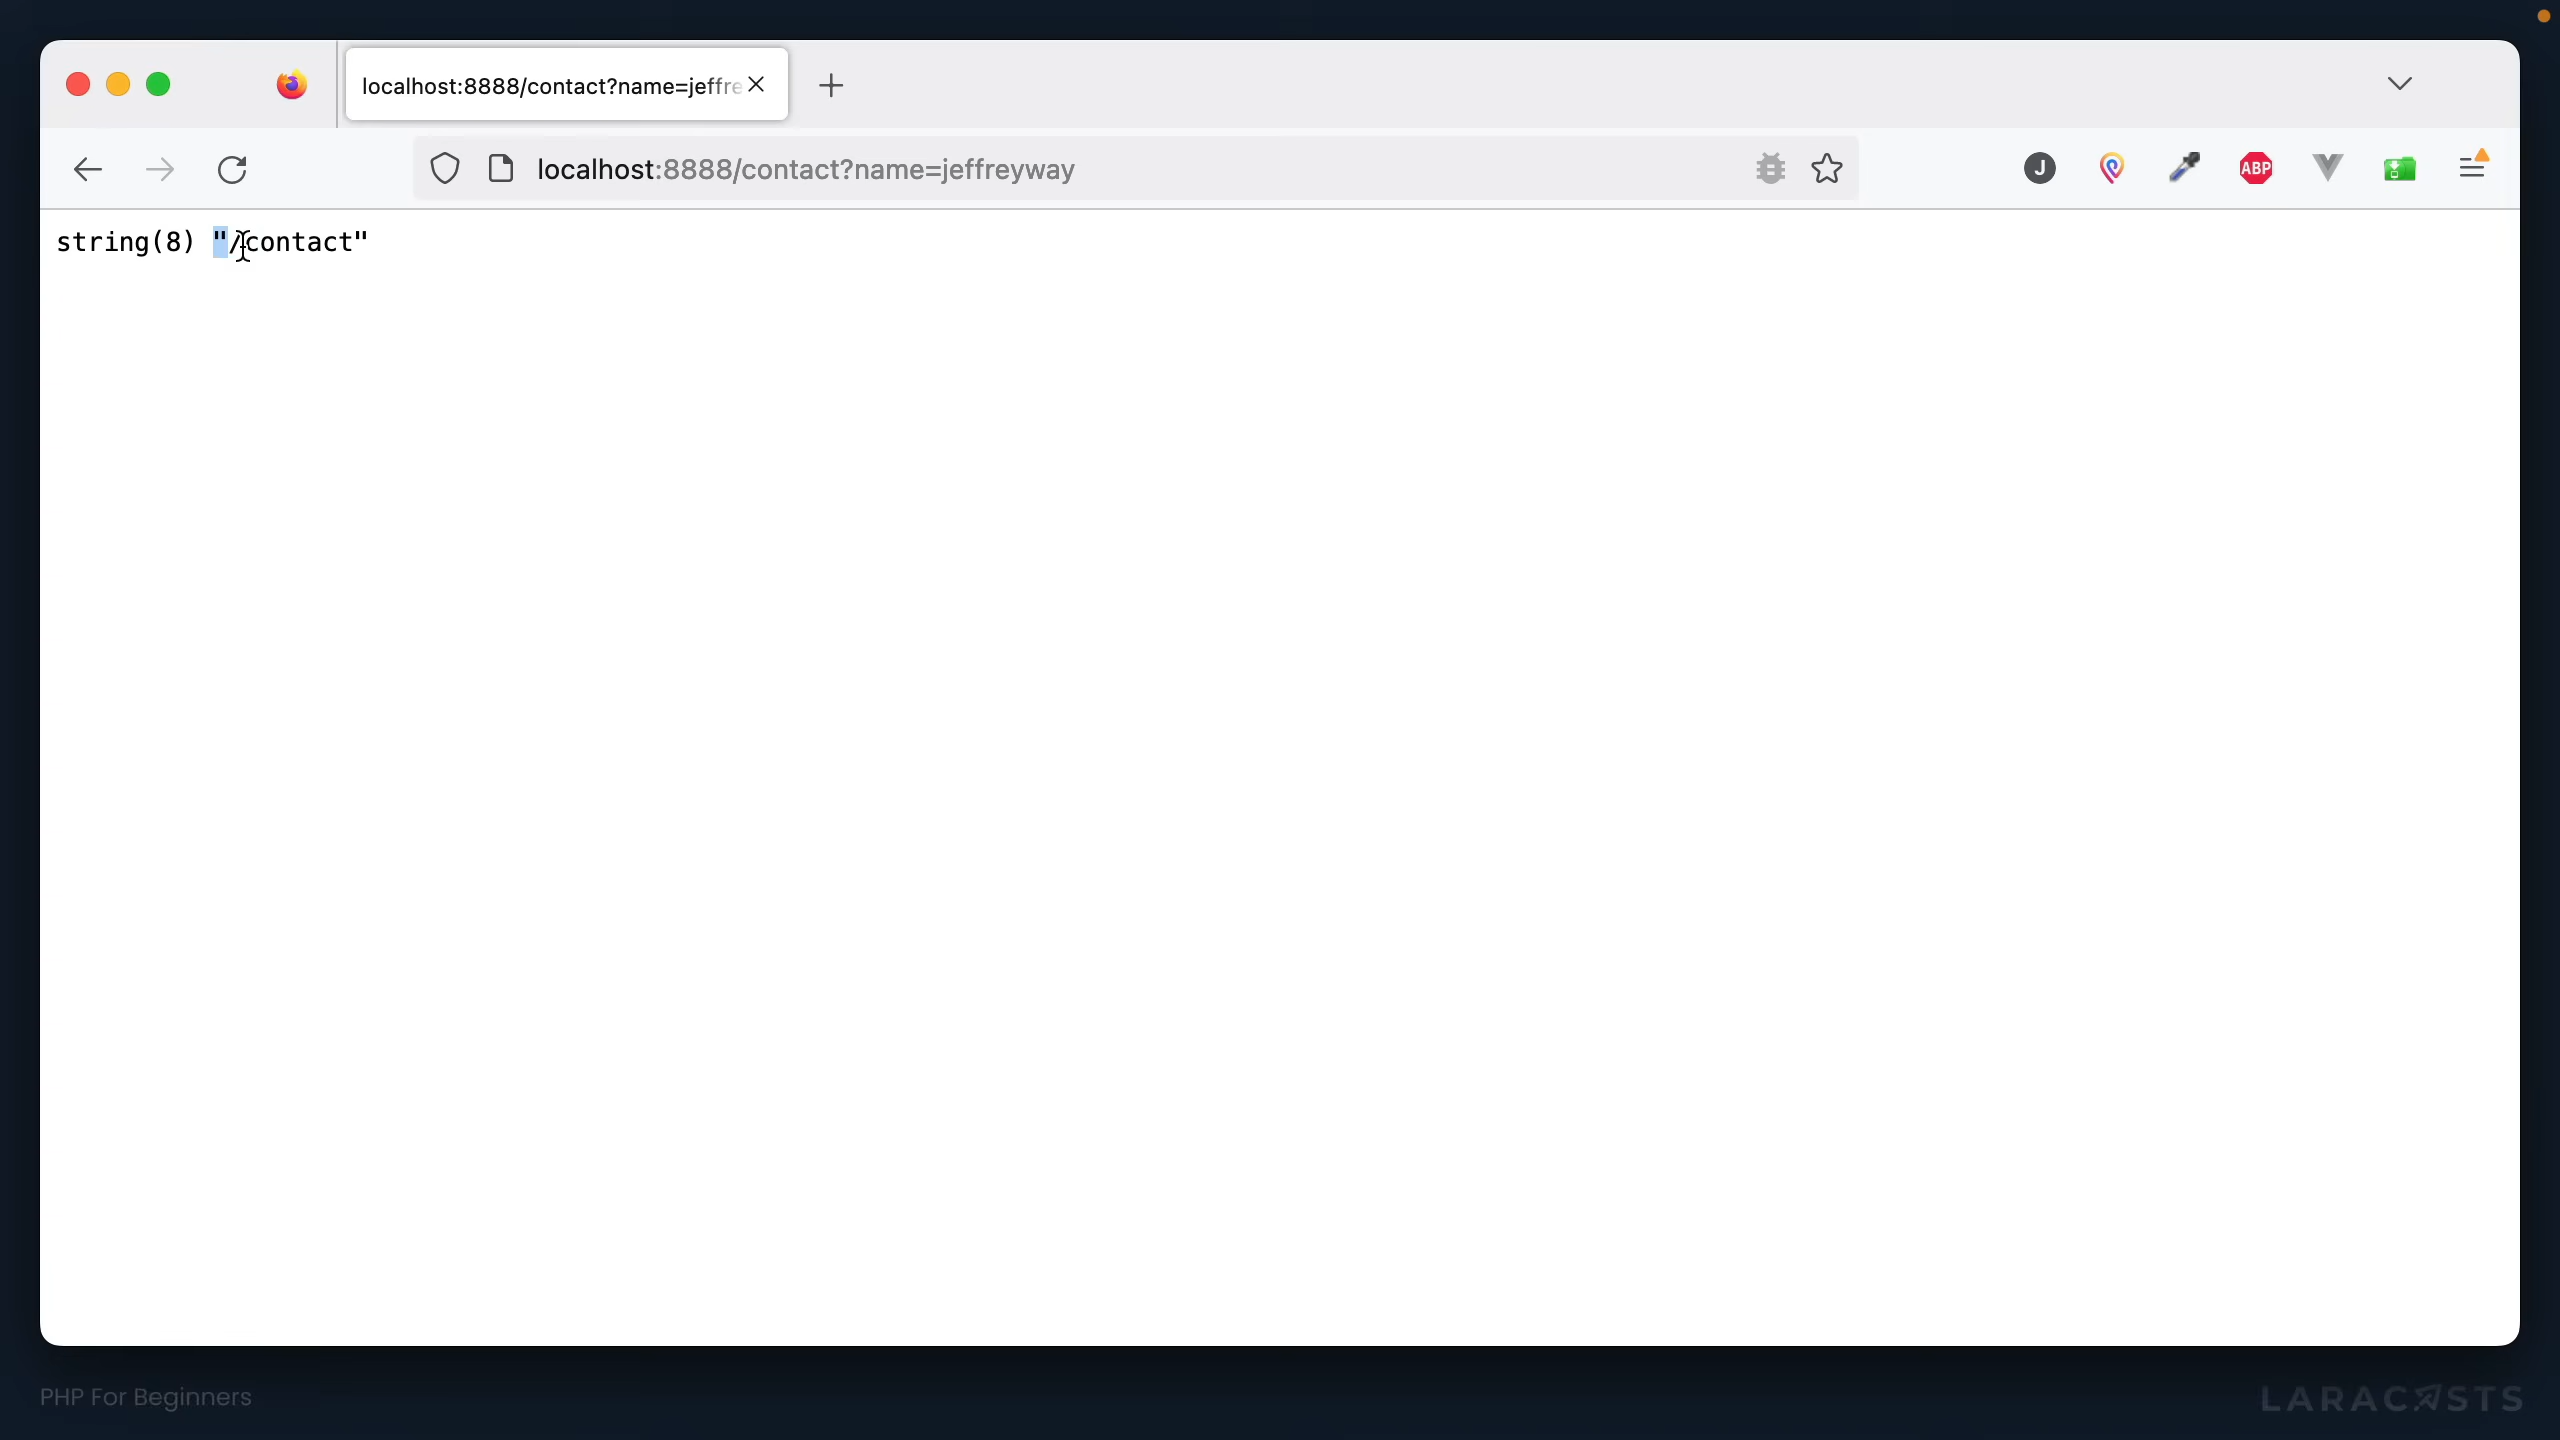 localhost:8888/contact?name=jeffre
localhost:8888/contact?name=jeffreyway
J
ABP
string(8) "/contact"
PHP For Beginners
LARACASTS